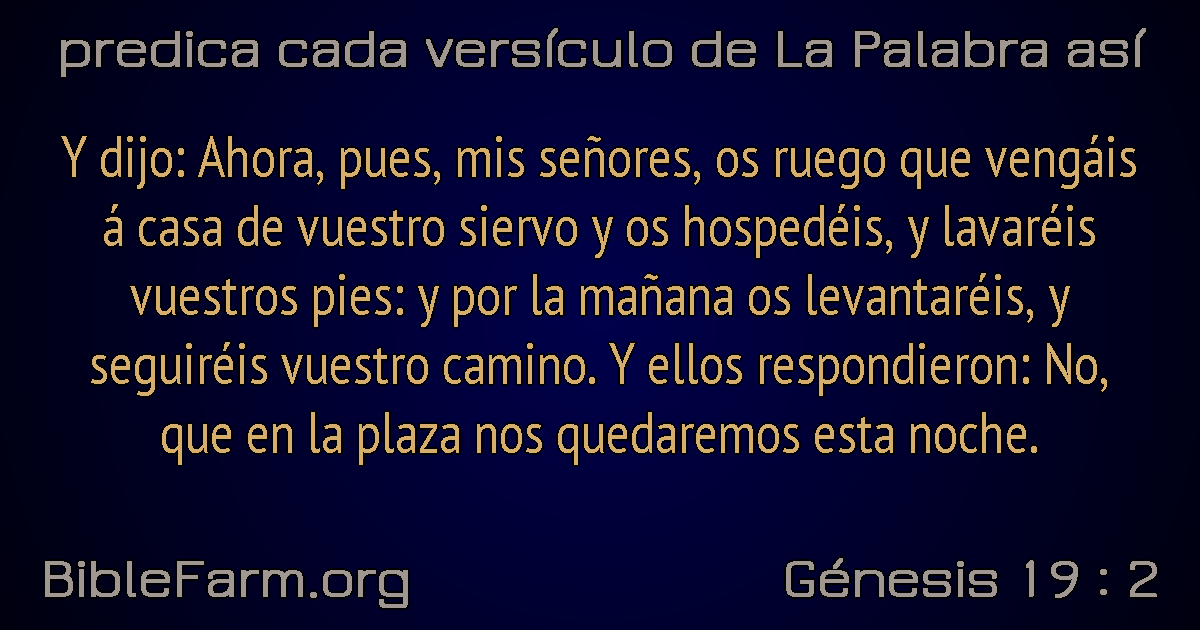 predica cada versículo de La Palabra así
Y dijo: Ahora, pues, mis señores, os ruego que vengáis
á casa de vuestro siervo y os hospedéis, y lavaréis
vuestros pies: y por la mañana os levantaréis, y
seguiréis vuestro camino. Y ellos respondieron: No,
que en la plaza nos quedaremos esta noche.
BibleFarm.org
Génesis 19 : 2